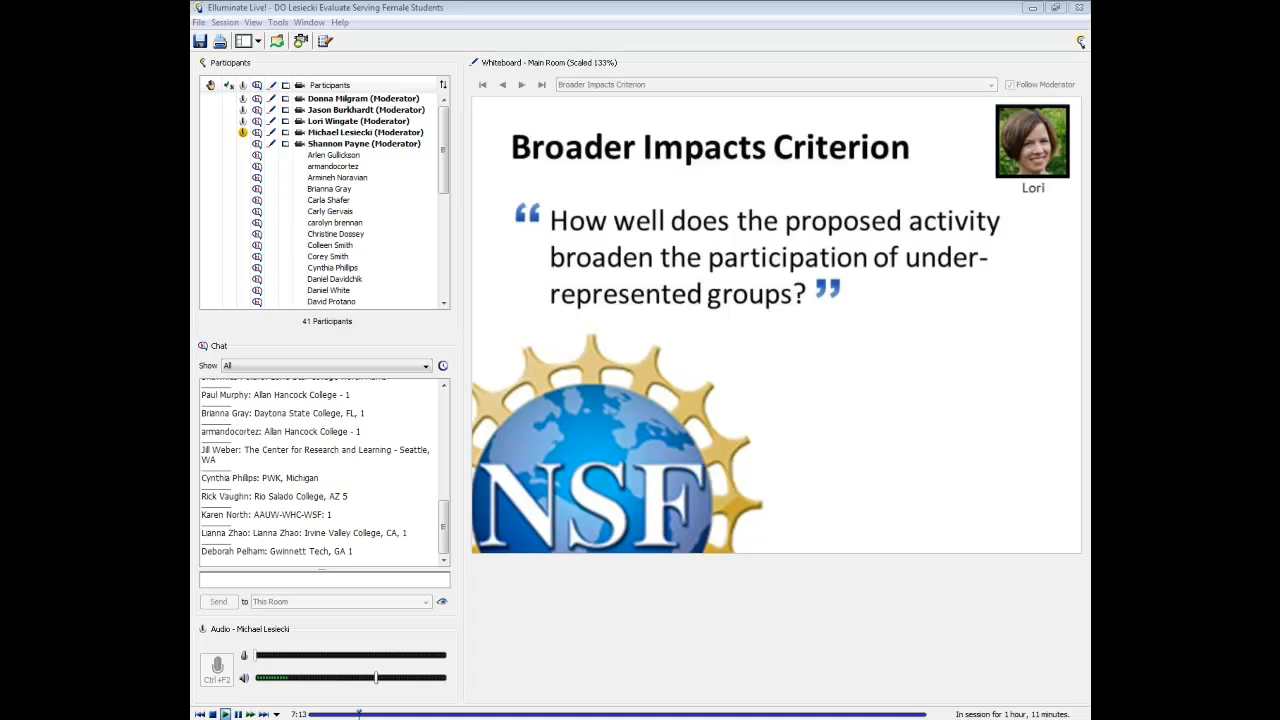 Elluminate Live! - DO Lesiecki Evaluate Serving Female Students
File Session View Tools Window Help
Participants
Participants
Donna Milgram (Moderator)
Jason Burkhardt (Moderator)
Lori Wingate (Moderator)
Michael Lesiecki (Moderator)
Shannon Payne (Moderator)
Arlen Gullickson
armandocortez
Armineh Noravian
Brianna Gray
Carla Shafer
Carly Gervais
carolyn brennan
Christine Dossey
Colleen Smith
Corey Smith
Cynthia Phillips
Daniel Davidchik
Daniel White
David Protano
41 Participants
Chat
Show All
Paul Murphy: Allan Hancock College - 1
Brianna Gray: Daytona State College, FL, 1
armandocortez: Allan Hancock College - 1
Jill Weber: The Center for Research and Learning - Seattle,
WA
Cynthia Phillips: PWK, Michigan
Rick Vaughn: Rio Salado College, AZ 5
Karen North: AAUW-WHC-WSF: 1
Lianna Zhao: Lianna Zhao: Irvine Valley College, CA, 1
Deborah Pelham: Gwinnett Tech, GA 1
Send to This Room
Audio - Michael Lesiecki
Ctrl+F2
Whiteboard - Main Room (Scaled 133%)
Broader Impacts Criterion Follow Moderator
Broader Impacts Criterion
Lori
“ How well does the proposed activity
broaden the participation of under-
represented groups? ”
NSF
7:13 In session for 1 hour, 11 minutes.